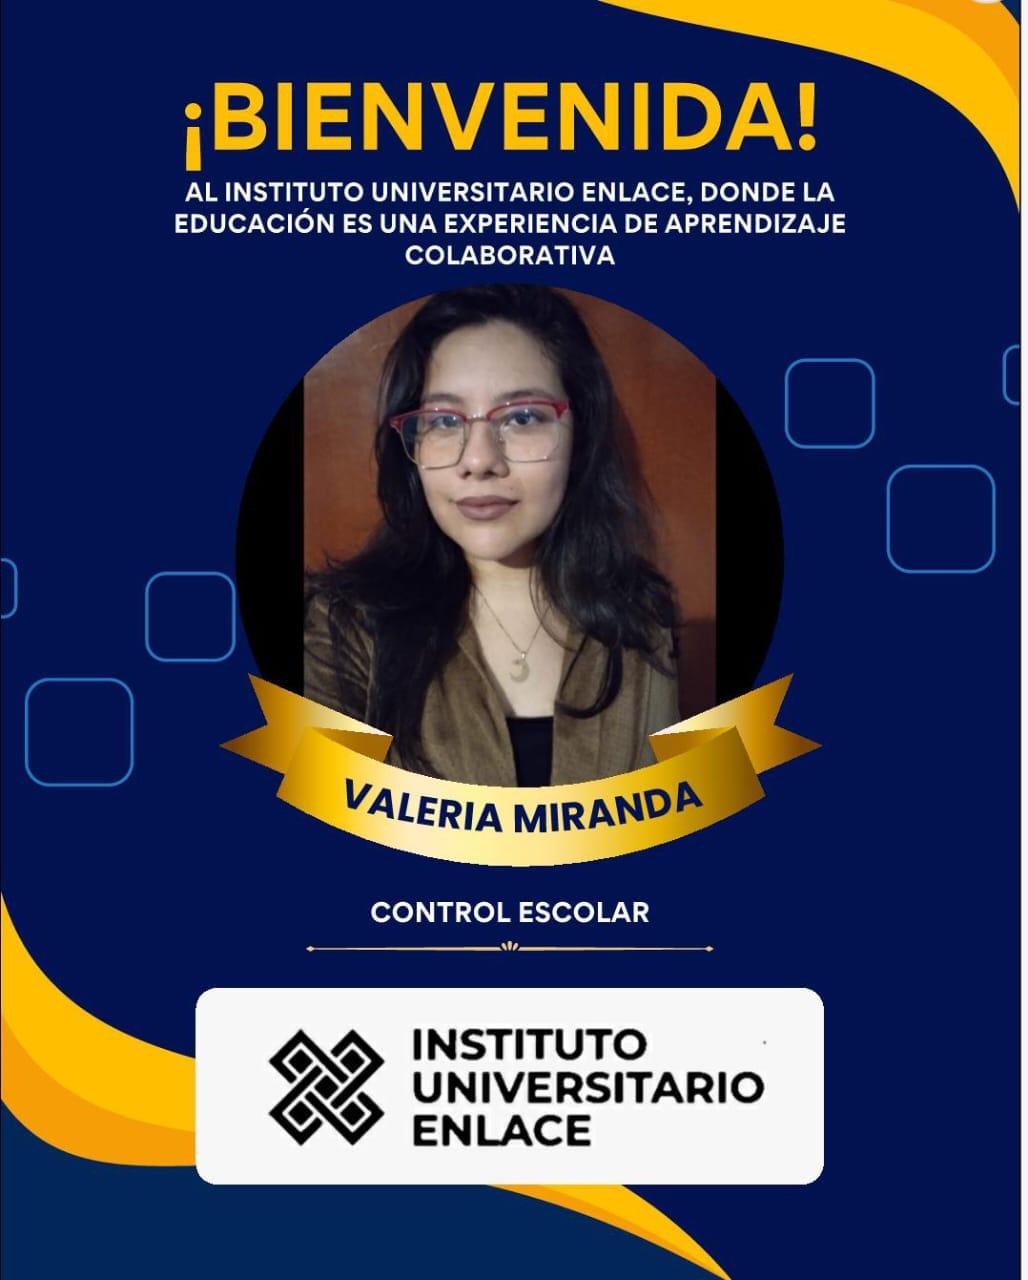 ¡BIENVENIDA!
AL INSTITUTO UNIVERSITARIO ENLACE, DONDE LA
EDUCACIÓN ES UNA EXPERIENCIA DE APRENDIZAJE
COLABORATIVA
VALERIA MIRANDA
CONTROL ESCOLAR
INSTITUTO
UNIVERSITARIO
ENLACE